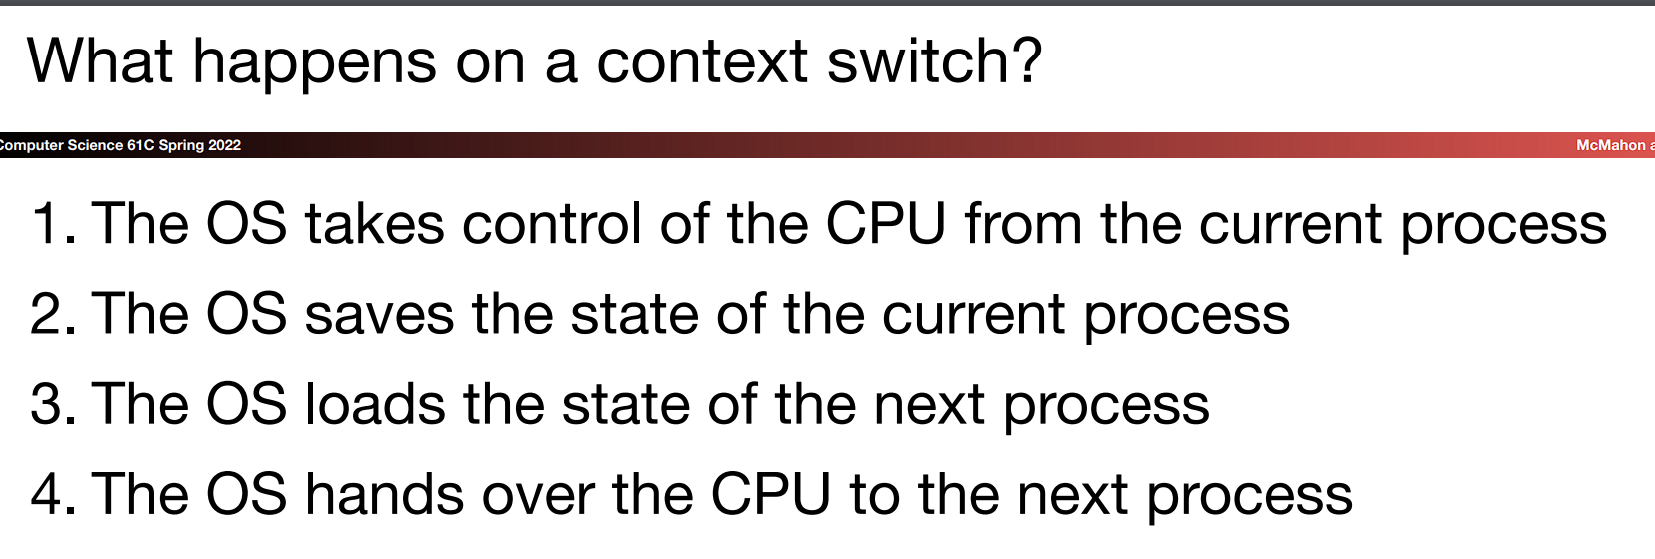 What happens on a context switch?
Computer Science 61C Spring 2022
McMahon a
1. The OS takes control of the CPU from the current process
2. The OS saves the state of the current process
3. The OS loads the state of the next process
4. The OS hands over the CPU to the next process